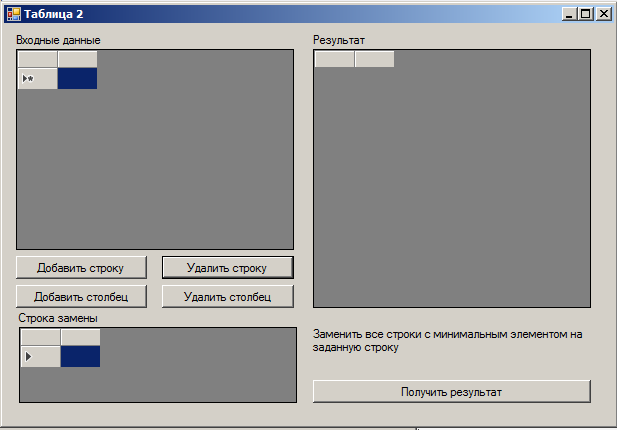 Таблица 2
Входные данные
Результат
Добавить строку
Удалить строку
Добавить столбец
Удалить столбец
Строка замены
Заменить все строки с минимальным элементом на
заданную строку
Получить результат